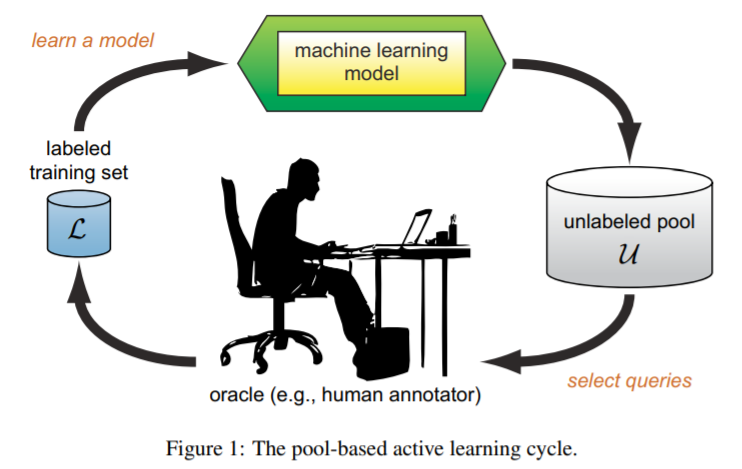 learn a model
machine learning
model
labeled
training set
ℒ
unlabeled pool
𝒰
select queries
oracle (e.g., human annotator)
Figure 1: The pool-based active learning cycle.